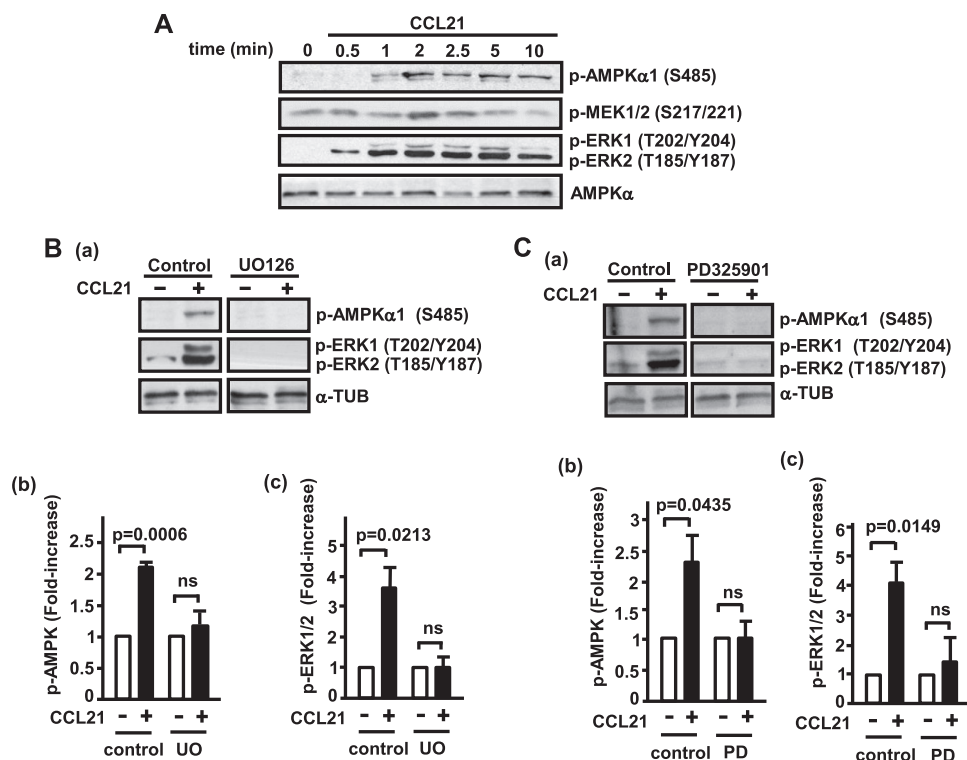 A
CCL21
time (min) 0 0.5 1 2 2.5 5 10
p-AMPKα1 (S485)
p-MEK1/2 (S217/221)
p-ERK1 (T202/Y204)
p-ERK2 (T185/Y187)
AMPKα
B (a)
Control UO126
CCL21 – + – +
p-AMPKα1 (S485)
p-ERK1 (T202/Y204)
p-ERK2 (T185/Y187)
α-TUB
(b)
p-AMPK (Fold-increase)
2.5
2
1.5
1
0.5
0
p=0.0006
ns
CCL21 - + - +
control UO
(c)
p-ERK1/2 (Fold-increase)
5
4
3
2
1
0
p=0.0213
ns
- + - +
control UO
C (a)
Control PD325901
CCL21 – + – +
p-AMPKα1 (S485)
p-ERK1 (T202/Y204)
p-ERK2 (T185/Y187)
α-TUB
(b)
p-AMPK (Fold-increase)
3
2.5
2
1.5
1
0.5
0
p=0.0435
ns
CCL21 - + - +
control PD
(c)
p-ERK1/2 (Fold-increase)
6
5
4
3
2
1
0
p=0.0149
ns
CCL21 - + - +
control PD